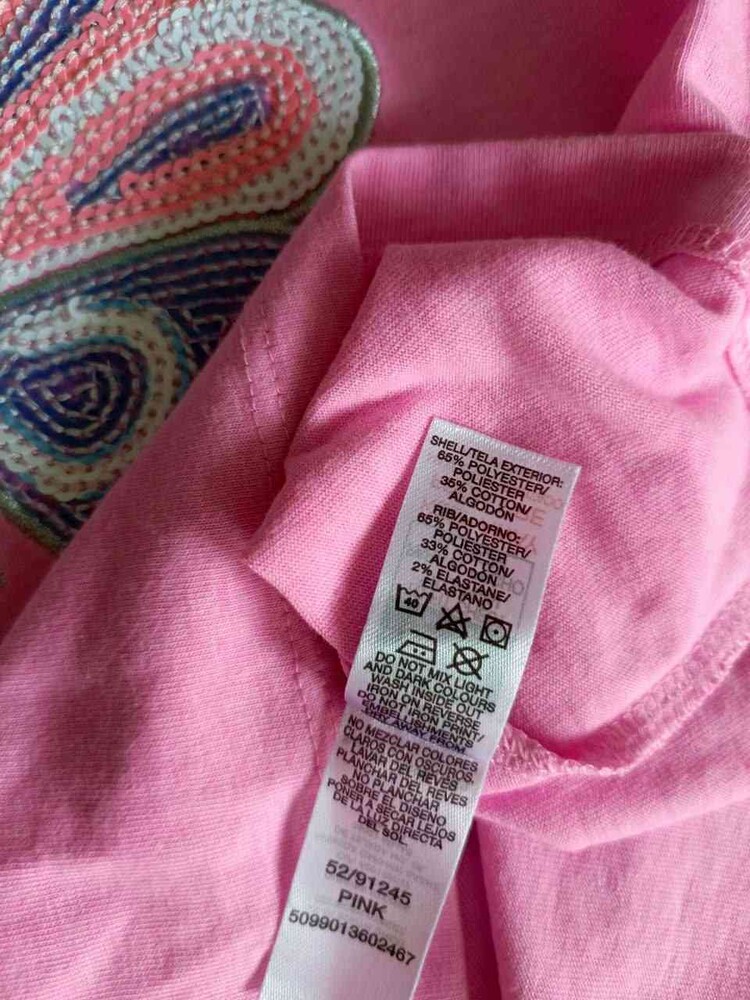 SHELL/TELA EXTERIOR:
65% POLYESTER/
POLIESTER
35% COTTON/
ALGODÓN
RIB/ADORNO:
65% POLYESTER/
POLIESTER
33% COTTON/
ALGODÓN
2% ELASTANE/
ELASTANO
40
DO NOT MIX LIGHT
AND DARK COLOURS
WASH INSIDE OUT
IRON ON REVERSE
DO NOT IRON PRINT/
EMBELLISHMENTS
DRY AWAY FROM
NO MEZCLAR COLORES
CLAROS CON OSCUROS.
LAVAR DEL REVES
PLANCHAR DEL REVES
NO PLANCHAR
SOBRE EL DISEÑO
PONER A SECAR LEJOS
DE LA LUZ DIRECTA
DEL SOL.
52/91245
PINK
5099013602467